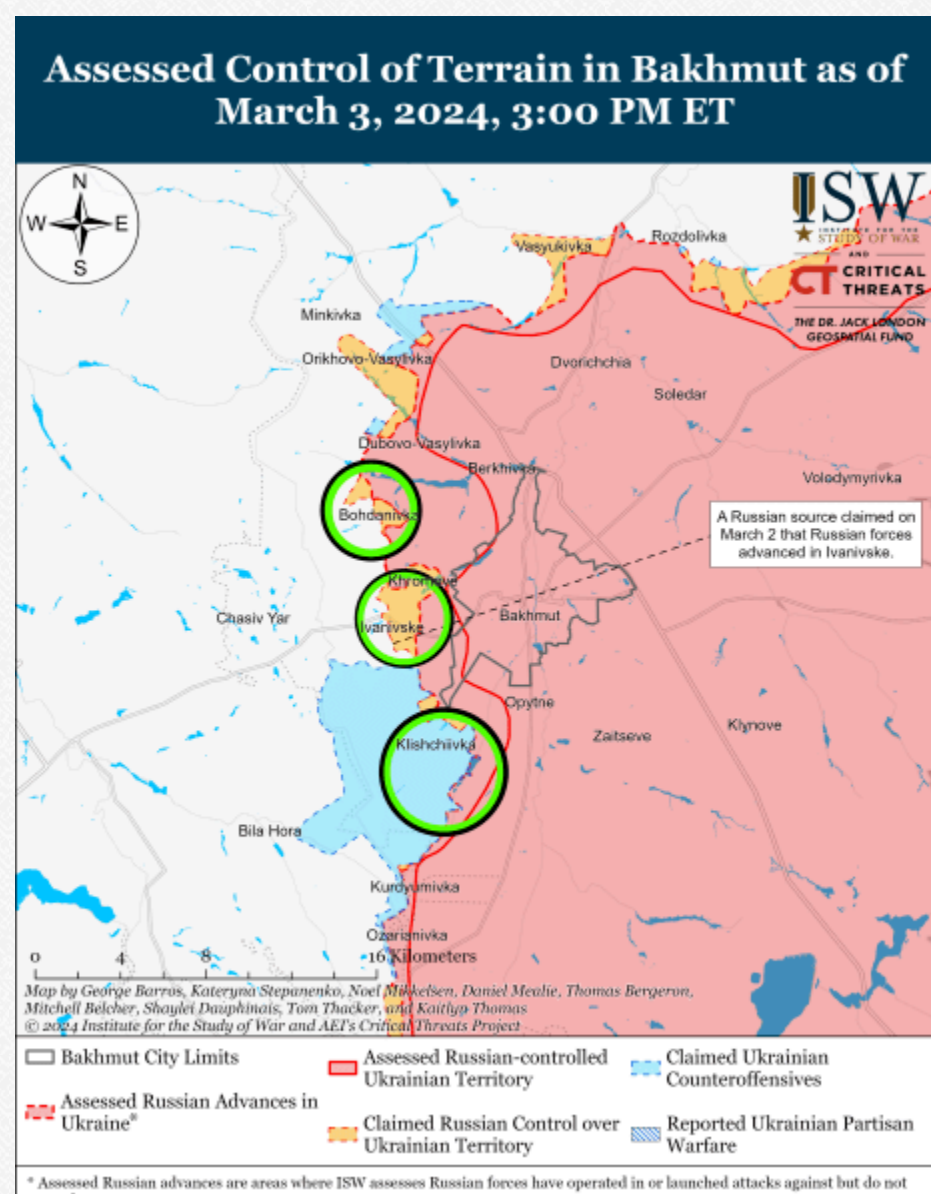 Assessed Control of Terrain in Bakhmut as of
March 3, 2024, 3:00 PM ET
N
W
E
S
ISW
INSTITUTE FOR THE
STUDY OF WAR
AND
CT CRITICAL
THREATS
THE DR. JACK LONDON
GEOSPATIAL FUND
Vasyukivka
Rozdolivka
Minkivka
Orikhovo-Vasylivka
Dvorichchia
Soledar
Dubovo-Vasylivka
Berkhivka
Volodymyrivka
Bohdanivka
A Russian source claimed on
March 2 that Russian forces
advanced in Ivanivske.
Khromove
Chasiv Yar
Ivanivske
Bakhmut
Opytne
Klishchiivka
Zaitseve
Klynove
Bila Hora
Kurdyumivka
Ozarianivka
0
4
8
16 Kilometers
Map by George Barros, Kateryna Stepanenko, Noel Mikkelsen, Daniel Mealie, Thomas Bergeron,
Mitchell Belcher, Shaylei Dauphinais, Tom Thacker, and Kaitlyn Thomas
© 2024 Institute for the Study of War and AEI's Critical Threats Project
Bakhmut City Limits
Assessed Russian Advances in
Ukraine*
Assessed Russian-controlled
Ukrainian Territory
Claimed Russian Control over
Ukrainian Territory
Claimed Ukrainian
Counteroffensives
Reported Ukrainian Partisan
Warfare
* Assessed Russian advances are areas where ISW assesses Russian forces have operated in or launched attacks against but do not